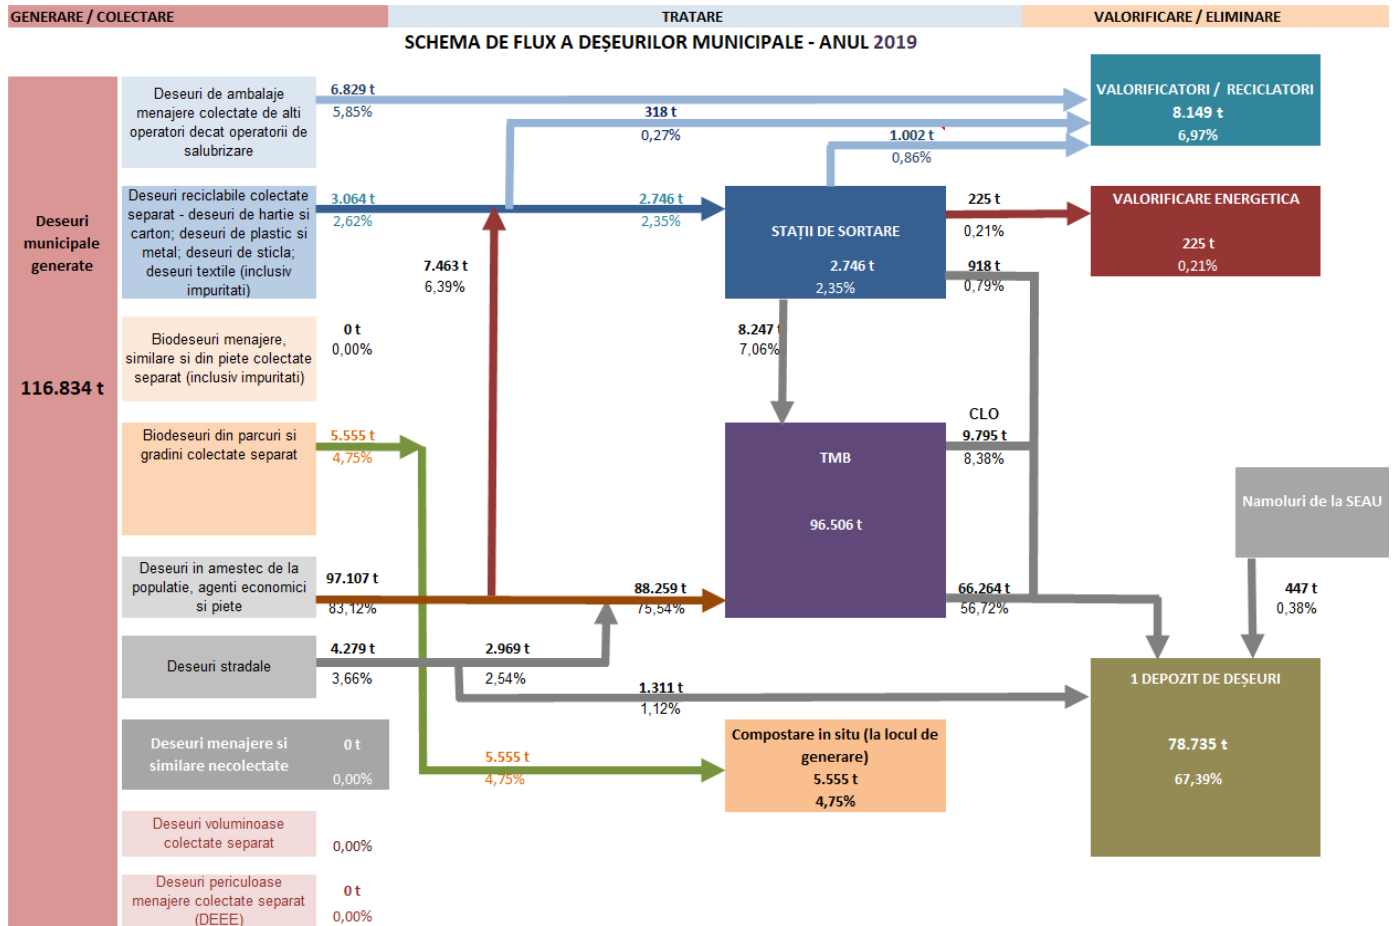 GENERARE / COLECTARE
TRATARE
VALORIFICARE / ELIMINARE
SCHEMA DE FLUX A DEȘEURILOR MUNICIPALE - ANUL 2019
Deseuri
municipale
generate
116.834 t
Deseuri de ambalaje
menajere colectate de alti
operatori decat operatorii de
salubrizare
6.829 t
5,85%
318 t
0,27%
1.002 t
0,86%
VALORIFICATORI / RECICLATORI
8.149 t
6,97%
Deseuri reciclabile colectate
separat - deseuri de hartie si
carton; deseuri de plastic si
metal; deseuri de sticla;
deseuri textile (inclusiv
impuritati)
3.064 t
2,62%
7.463 t
6,39%
2.746 t
2,35%
STAȚII DE SORTARE
2.746 t
2,35%
225 t
0,21%
918 t
0,79%
VALORIFICARE ENERGETICA
225 t
0,21%
Biodeseuri menajere,
similare si din piete colectate
separat (inclusiv impuritati)
0 t
0,00%
8.247 t
7,06%
Biodeseuri din parcuri si
gradini colectate separat
5.555 t
4,75%
TMB
96.506 t
CLO
9.795 t
8,38%
Namoluri de la SEAU
Deseuri in amestec de la
populatie, agenti economici
si piete
97.107 t
83,12%
88.259 t
75,54%
66.264 t
56,72%
447 t
0,38%
Deseuri stradale
4.279 t
3,66%
2.969 t
2,54%
1.311 t
1,12%
1 DEPOZIT DE DEȘEURI
78.735 t
67,39%
Deseuri menajere si
similare necolectate
0 t
0,00%
5.555 t
4,75%
Compostare in situ (la locul de
generare)
5.555 t
4,75%
Deseuri voluminoase
colectate separat
0,00%
Deseuri periculoase
menajere colectate separat
(DEEE)
0 t
0,00%